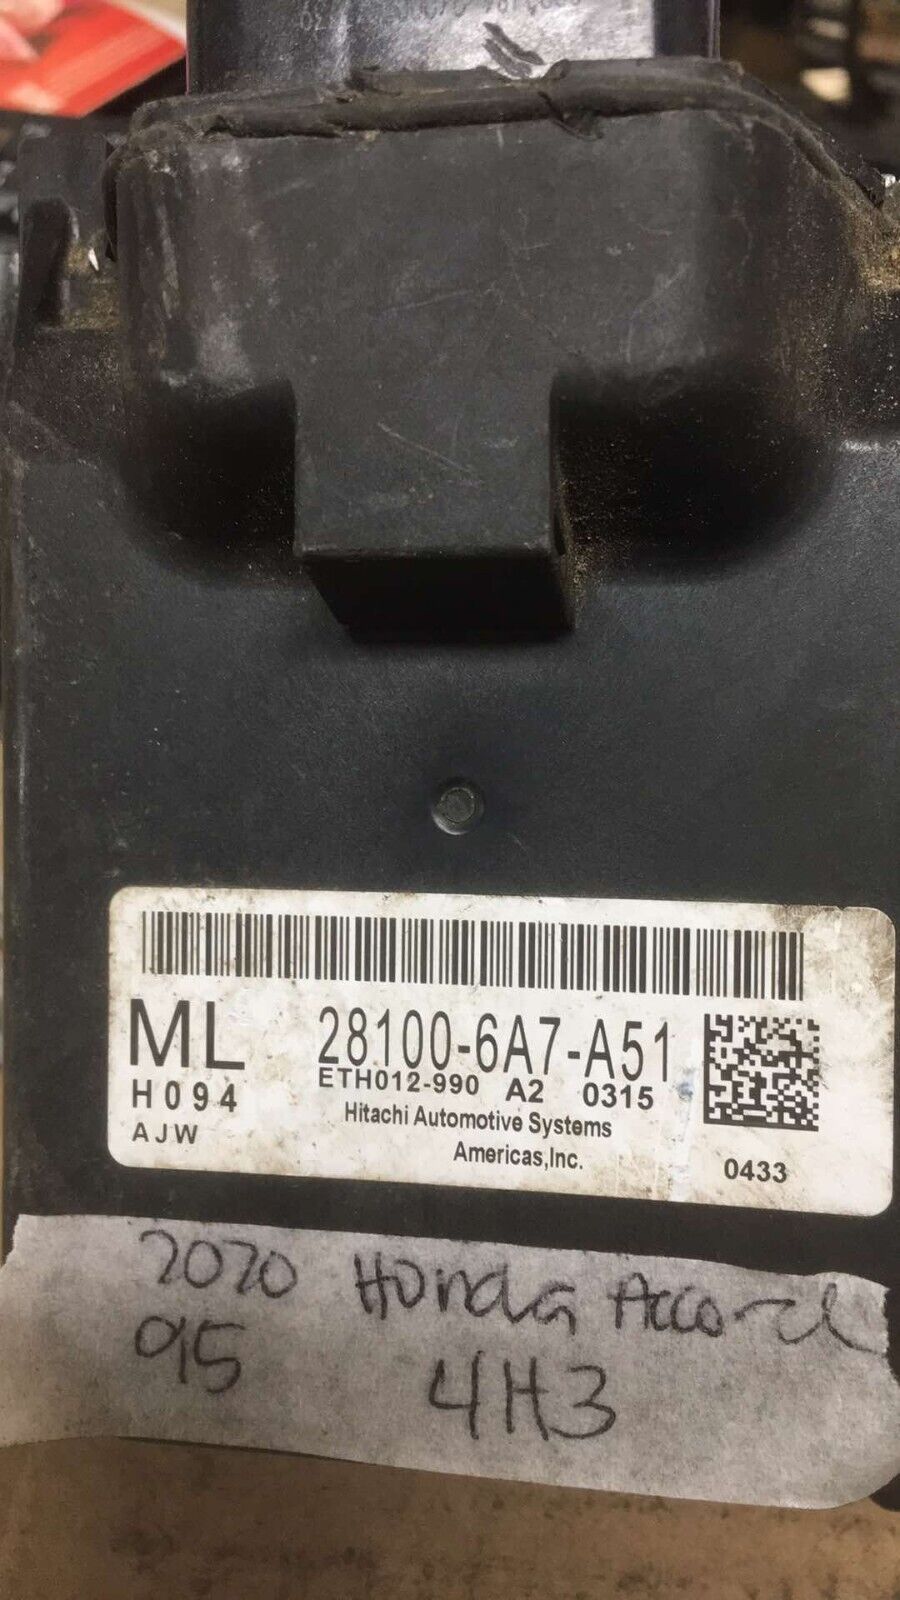 ML 28100-6A7-A51
H094 ETH012-990 A2 0315
AJW Hitachi Automotive Systems
Americas,Inc. 0433
2020 Honda Accord
915 4H3